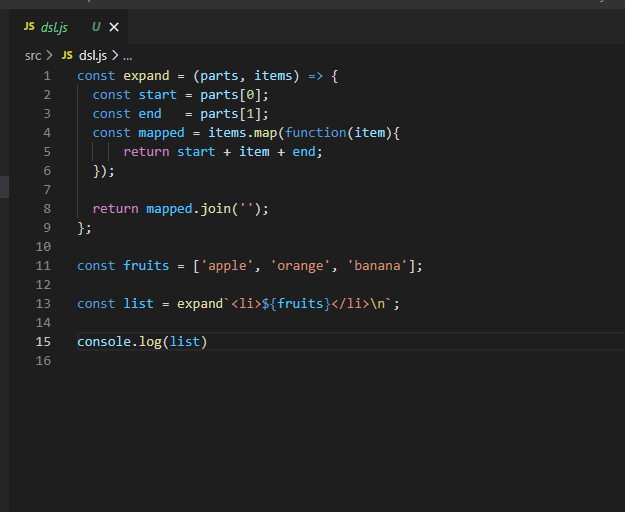 JS dsl.js U ×
src > JS dsl.js > ...
1 const expand = (parts, items) => {
2   const start = parts[0];
3   const end   = parts[1];
4   const mapped = items.map(function(item){
5       return start + item + end;
6   });
7
8   return mapped.join('');
9 };
10
11 const fruits = ['apple', 'orange', 'banana'];
12
13 const list = expand`<li>${fruits}</li>\n`;
14
15 console.log(list)
16